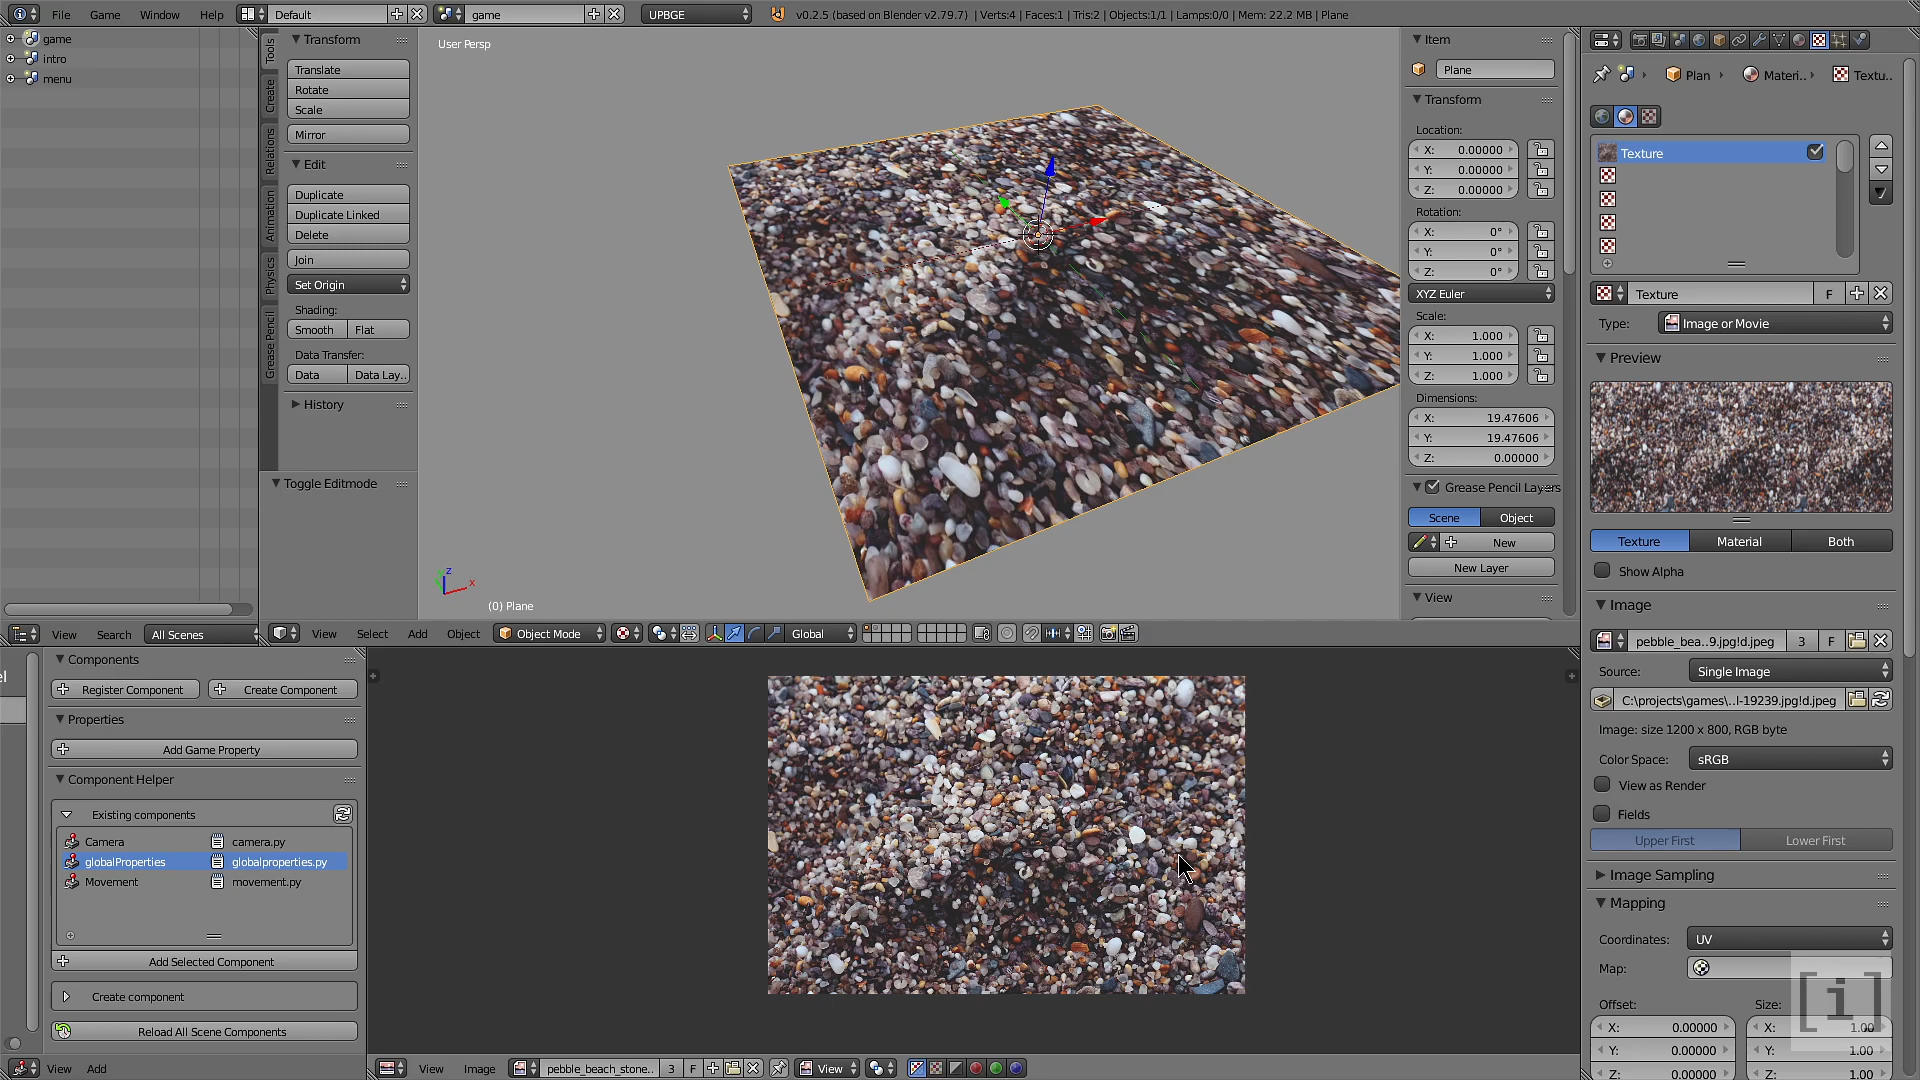 File Game Window Help Default game UPBGE v0.2.5 (based on Blender v2.79.7) | Verts:4 | Faces:1 | Tris:2 | Objects:1/1 | Lamps:0/0 | Mem: 22.2 MB | Plane
game
intro
menu
View Search All Scenes
Tools
Create
Relations
Animation
Physics
Grease Pencil
Transform
Translate
Rotate
Scale
Mirror
Edit
Duplicate
Duplicate Linked
Delete
Join
Set Origin
Shading:
Smooth Flat
Data Transfer:
Data Data Lay..
History
Toggle Editmode
User Persp
z
x
(0) Plane
View Select Add Object Object Mode Global
Item
Plane
Transform
Location:
X: 0.00000
Y: 0.00000
Z: 0.00000
Rotation:
X: 0°
Y: 0°
Z: 0°
XYZ Euler
Scale:
X: 1.000
Y: 1.000
Z: 1.000
Dimensions:
X: 19.47606
Y: 19.47606
Z: 0.00000
Grease Pencil Layers
Scene Object
New
New Layer
View
Plan Materi.. Textu..
Texture
Texture F
Type: Image or Movie
Preview
Texture Material Both
Show Alpha
Image
pebble_bea..9.jpg!d.jpeg 3 F
Source: Single Image
C:\projects\games\..l-19239.jpg!d.jpeg
Image: size 1200 x 800, RGB byte
Color Space: sRGB
View as Render
Fields
Upper First Lower First
Image Sampling
Mapping
Coordinates: UV
Map:
Offset: Size:
X: 0.00000 X: 1.00
Y: 0.00000 Y: 1.00
Z: 0.00000 Z: 1.00
[i]
el
Components
Register Component Create Component
Properties
Add Game Property
Component Helper
Existing components
Camera camera.py
globalProperties globalproperties.py
Movement movement.py
Add Selected Component
Create component
Reload All Scene Components
View Add
View Image pebble_beach_stone.. 3 F View